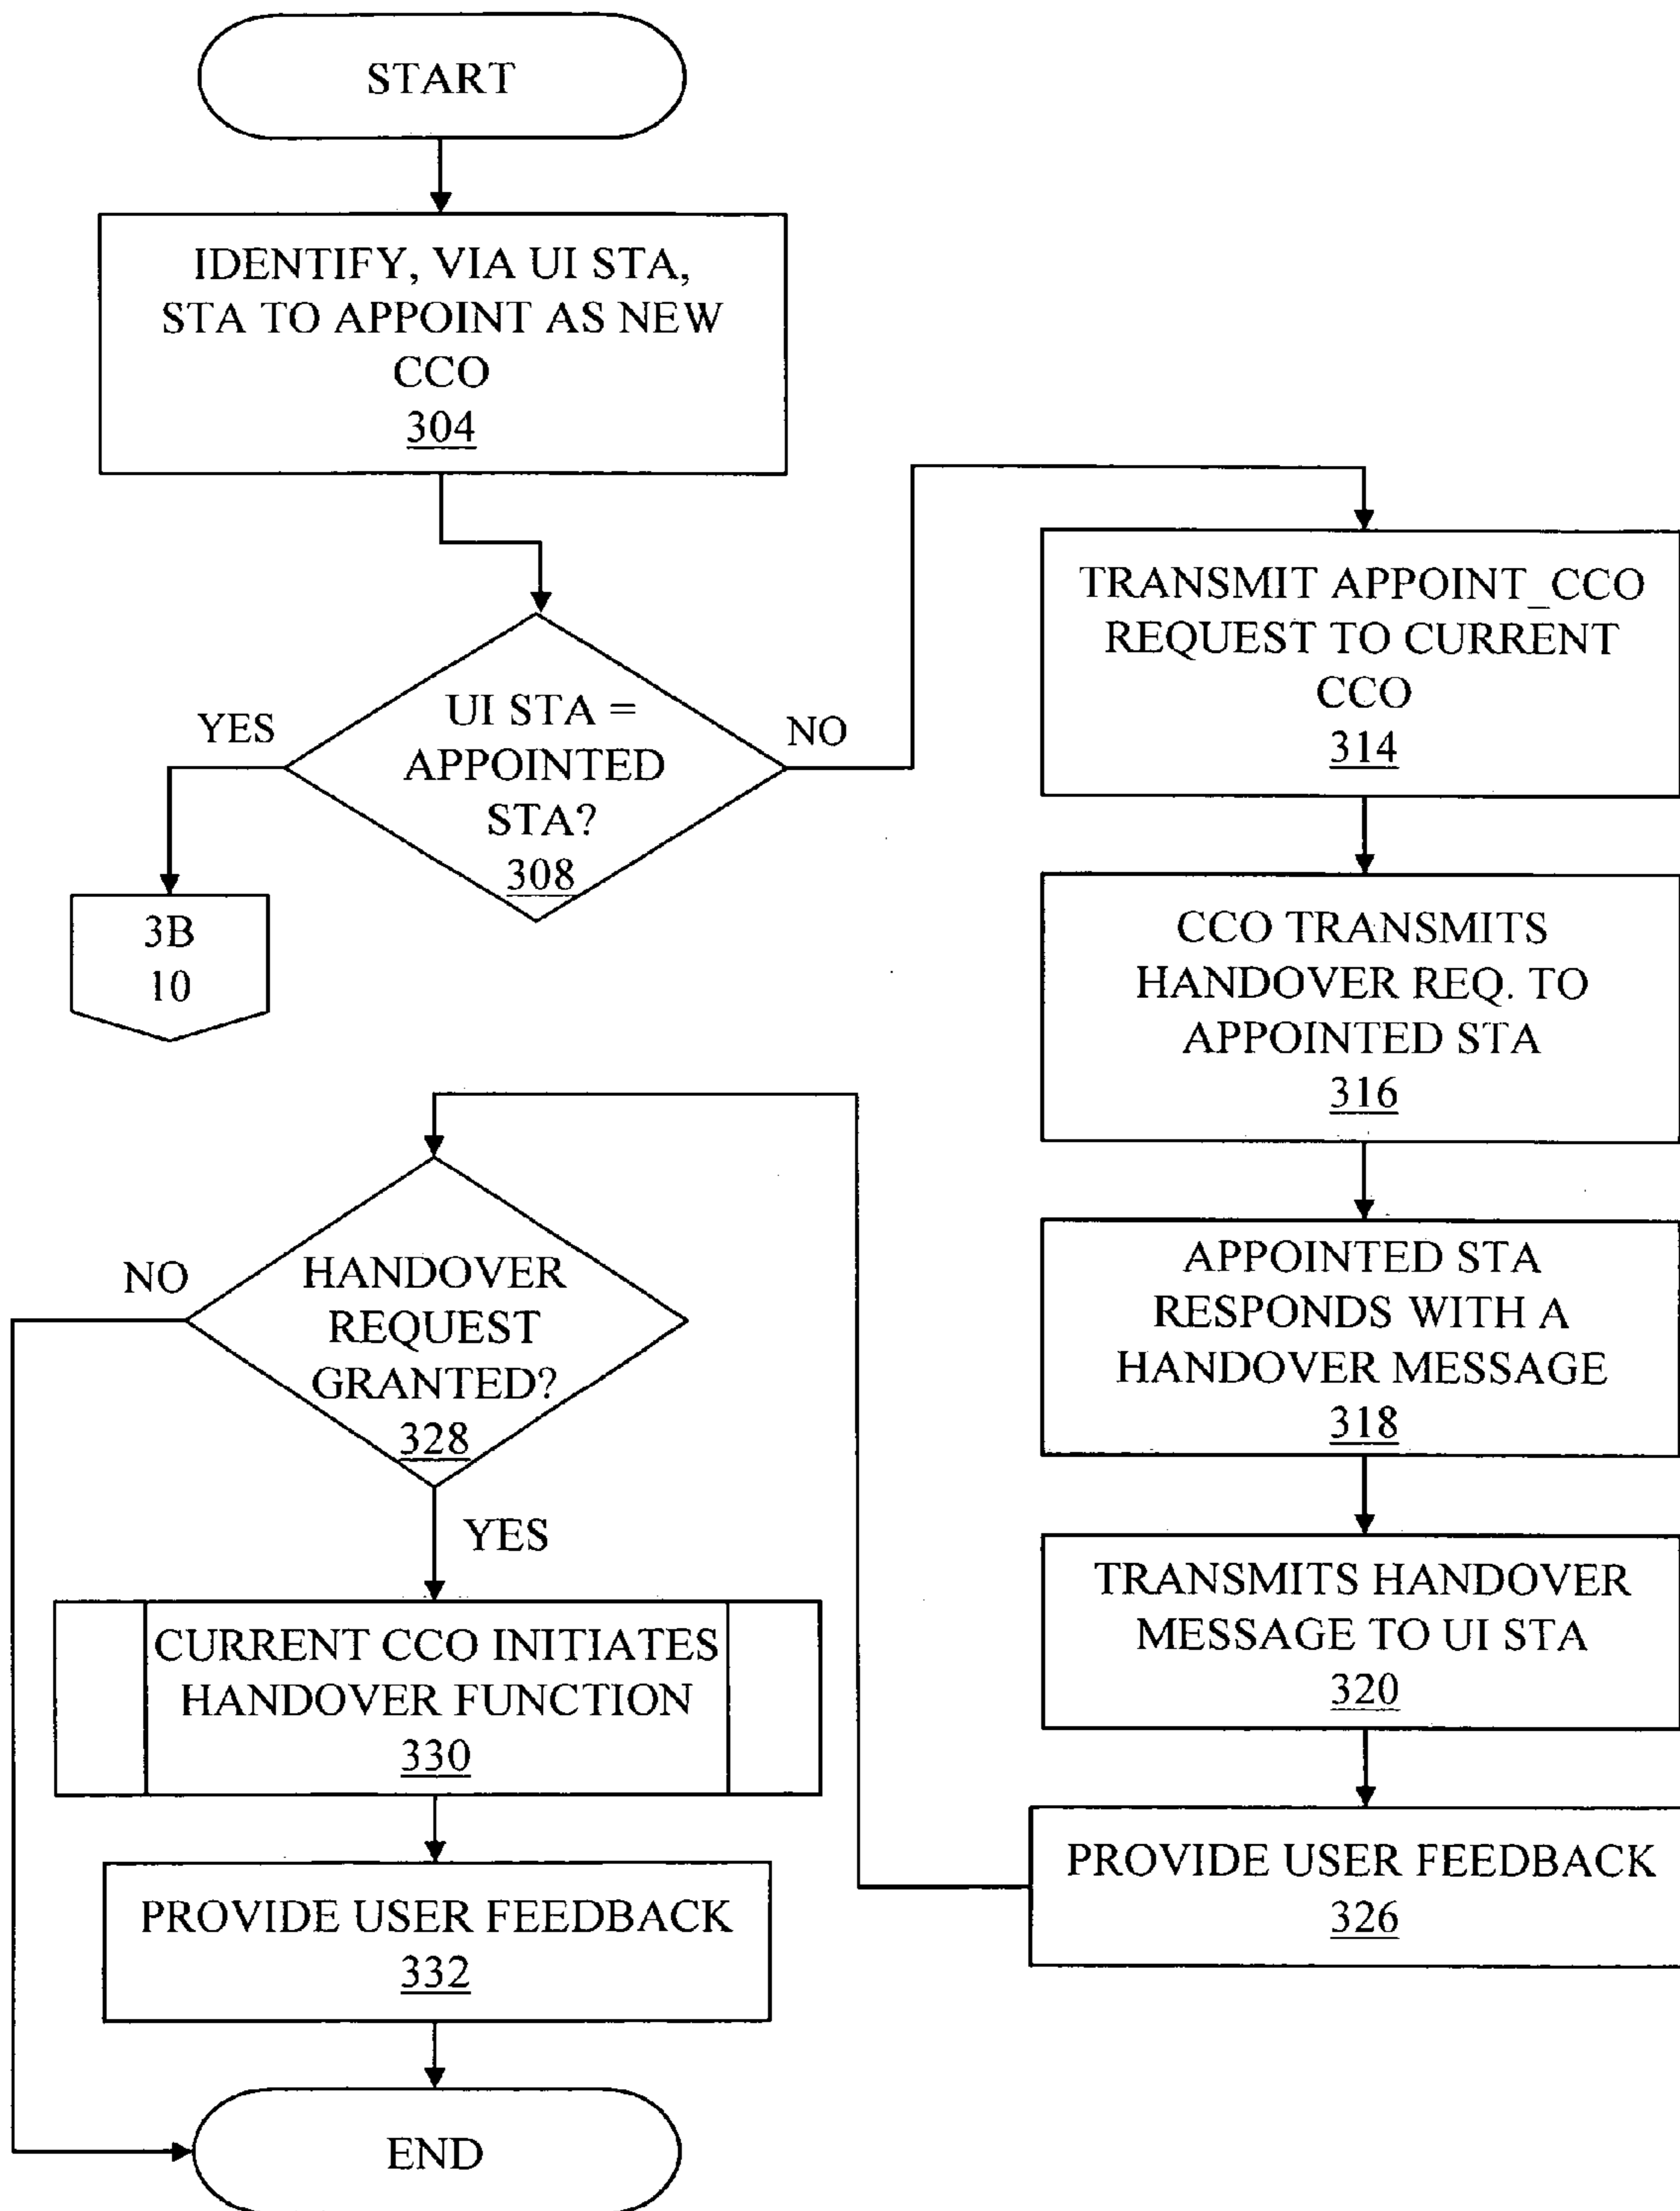 START
IDENTIFY, VIA UI STA,
STA TO APPOINT AS NEW
CCO
304
UI STA =
APPOINTED
STA?
308
YES
NO
3B
10
TRANSMIT APPOINT_CCO
REQUEST TO CURRENT
CCO
314
CCO TRANSMITS
HANDOVER REQ. TO
APPOINTED STA
316
APPOINTED STA
RESPONDS WITH A
HANDOVER MESSAGE
318
TRANSMITS HANDOVER
MESSAGE TO UI STA
320
PROVIDE USER FEEDBACK
326
HANDOVER
REQUEST
GRANTED?
328
NO
YES
CURRENT CCO INITIATES
HANDOVER FUNCTION
330
PROVIDE USER FEEDBACK
332
END